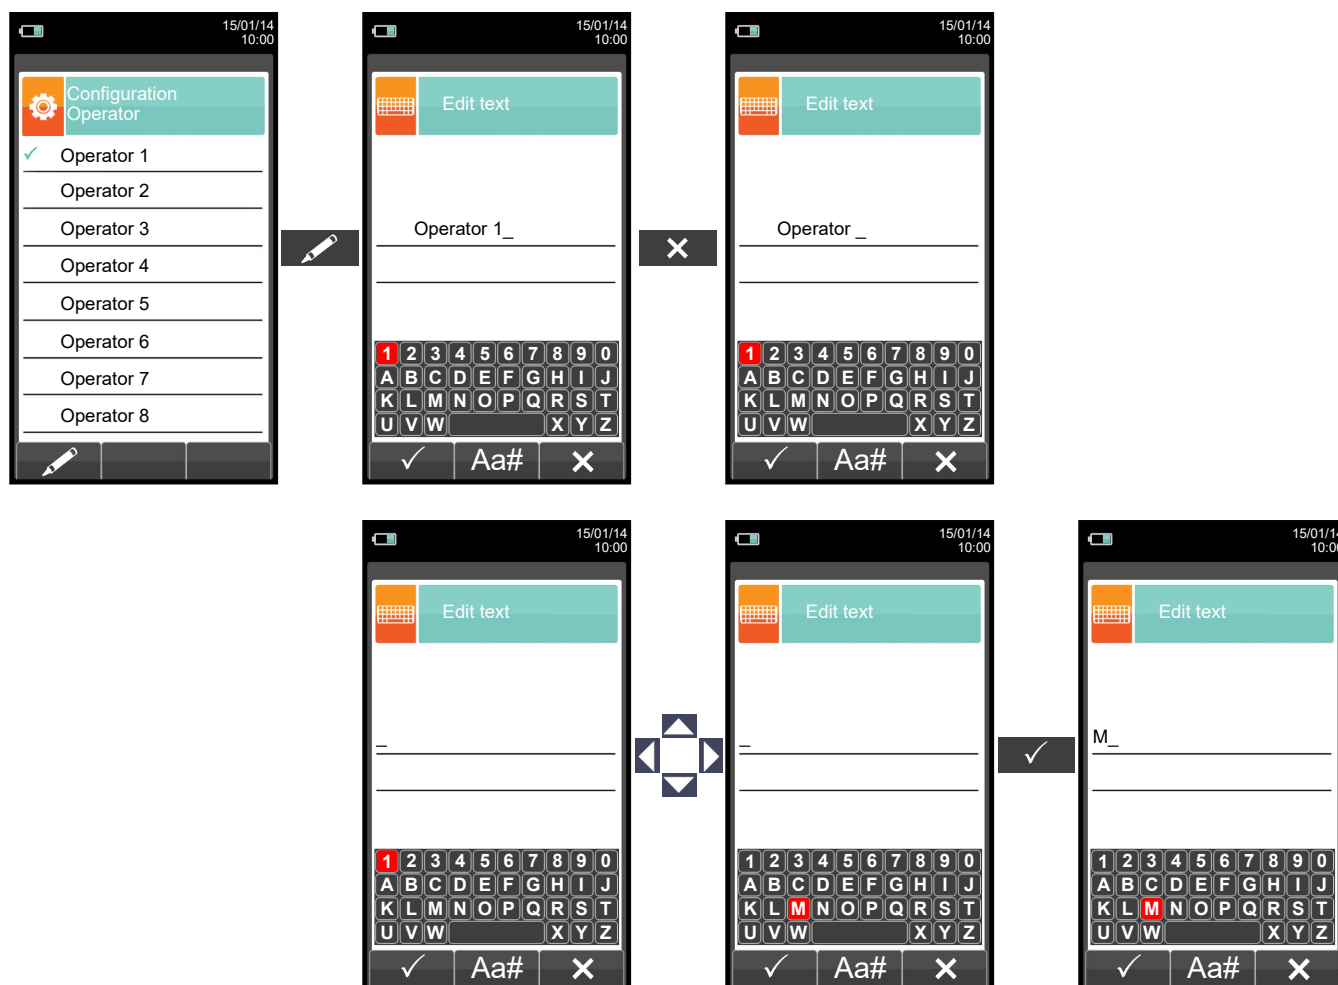 15/01/14
10:00
Configuration
Operator
✓ Operator 1
Operator 2
Operator 3
Operator 4
Operator 5
Operator 6
Operator 7
Operator 8
15/01/14
10:00
Edit text
Operator 1_
1 2 3 4 5 6 7 8 9 0
A B C D E F G H I J
K L M N O P Q R S T
U V W X Y Z
✓ Aa# ✕
15/01/14
10:00
Edit text
Operator _
1 2 3 4 5 6 7 8 9 0
A B C D E F G H I J
K L M N O P Q R S T
U V W X Y Z
✓ Aa# ✕
15/01/14
10:00
Edit text
_
1 2 3 4 5 6 7 8 9 0
A B C D E F G H I J
K L M N O P Q R S T
U V W X Y Z
✓ Aa# ✕
15/01/14
10:00
Edit text
_
1 2 3 4 5 6 7 8 9 0
A B C D E F G H I J
K L M N O P Q R S T
U V W X Y Z
✓ Aa# ✕
15/01/14
10:00
Edit text
M_
1 2 3 4 5 6 7 8 9 0
A B C D E F G H I J
K L M N O P Q R S T
U V W X Y Z
✓ Aa# ✕